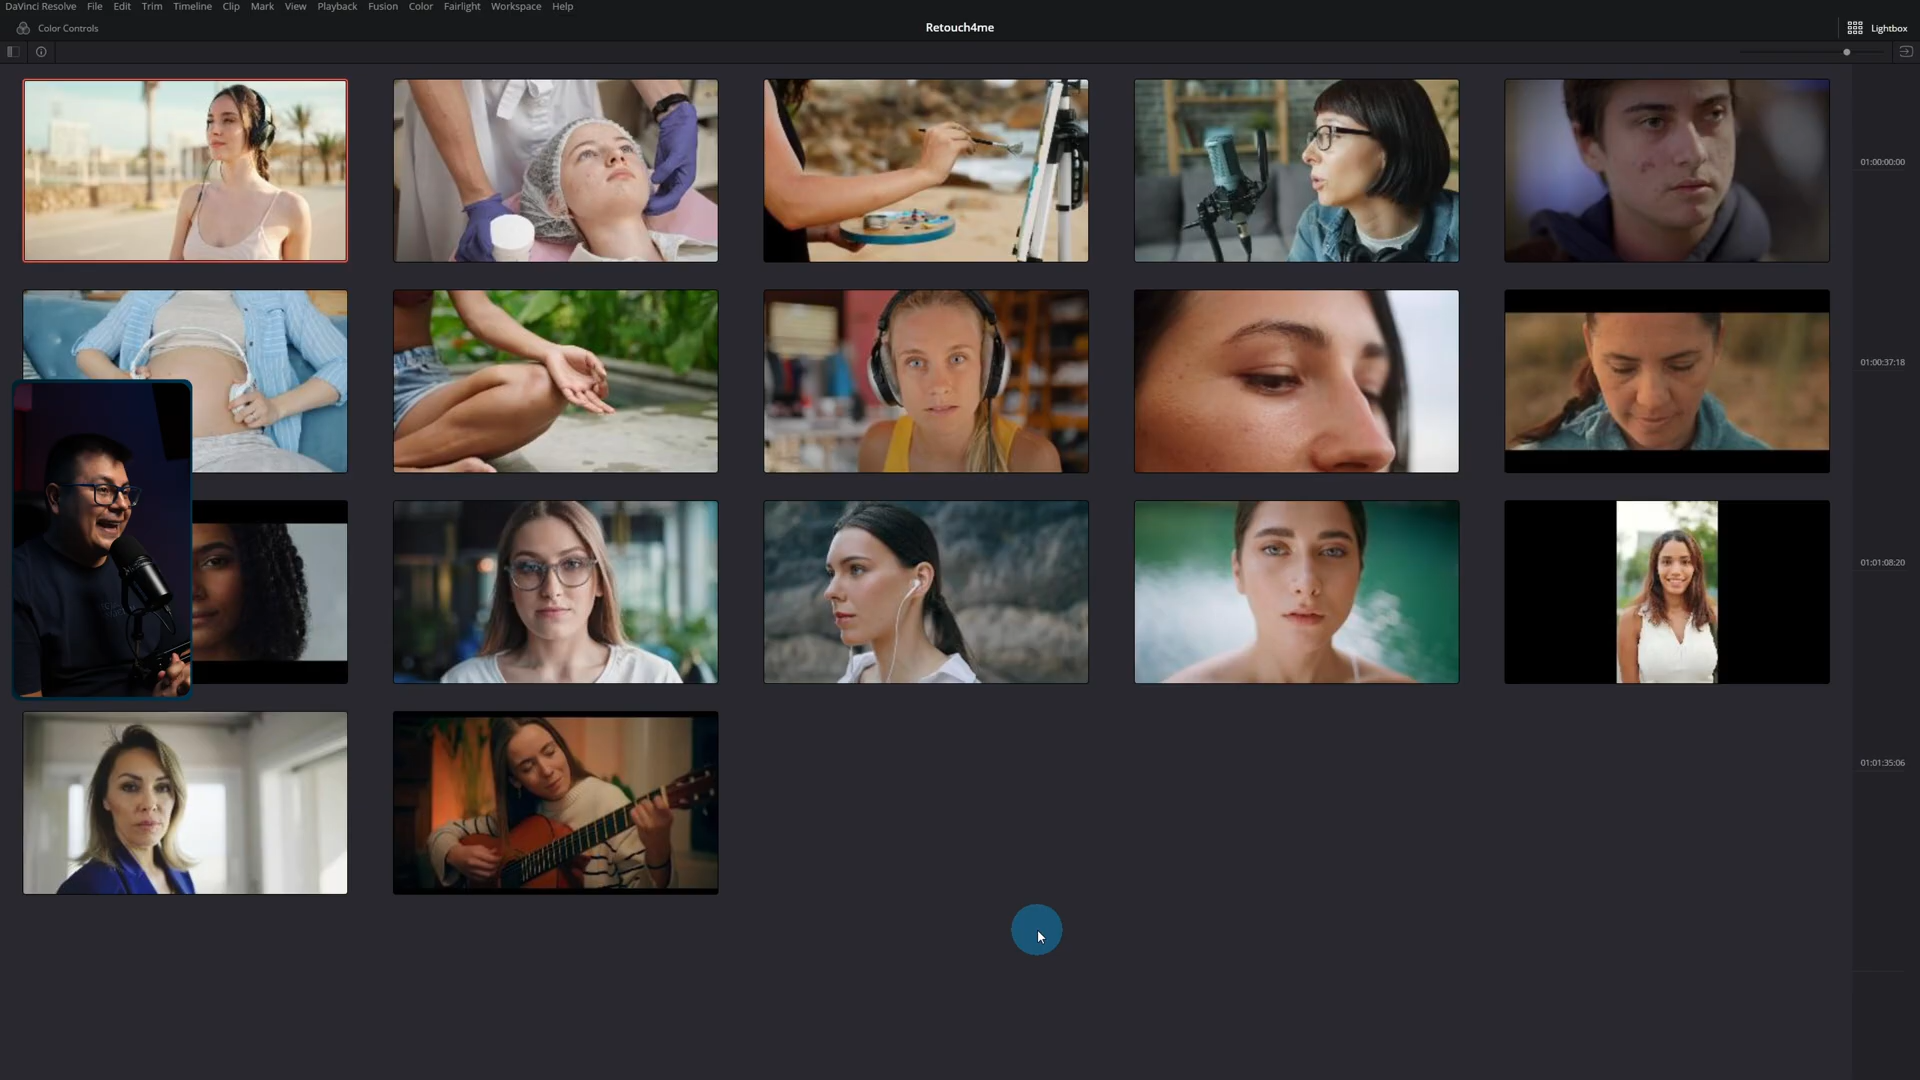 DaVinci Resolve File Edit Trim Timeline Clip Mark View Playback Fusion Color Fairlight Workspace Help
Color Controls Retouch4me Lightbox
01:00:00:00
01:00:37:18
01:01:08:20
01:01:35:06